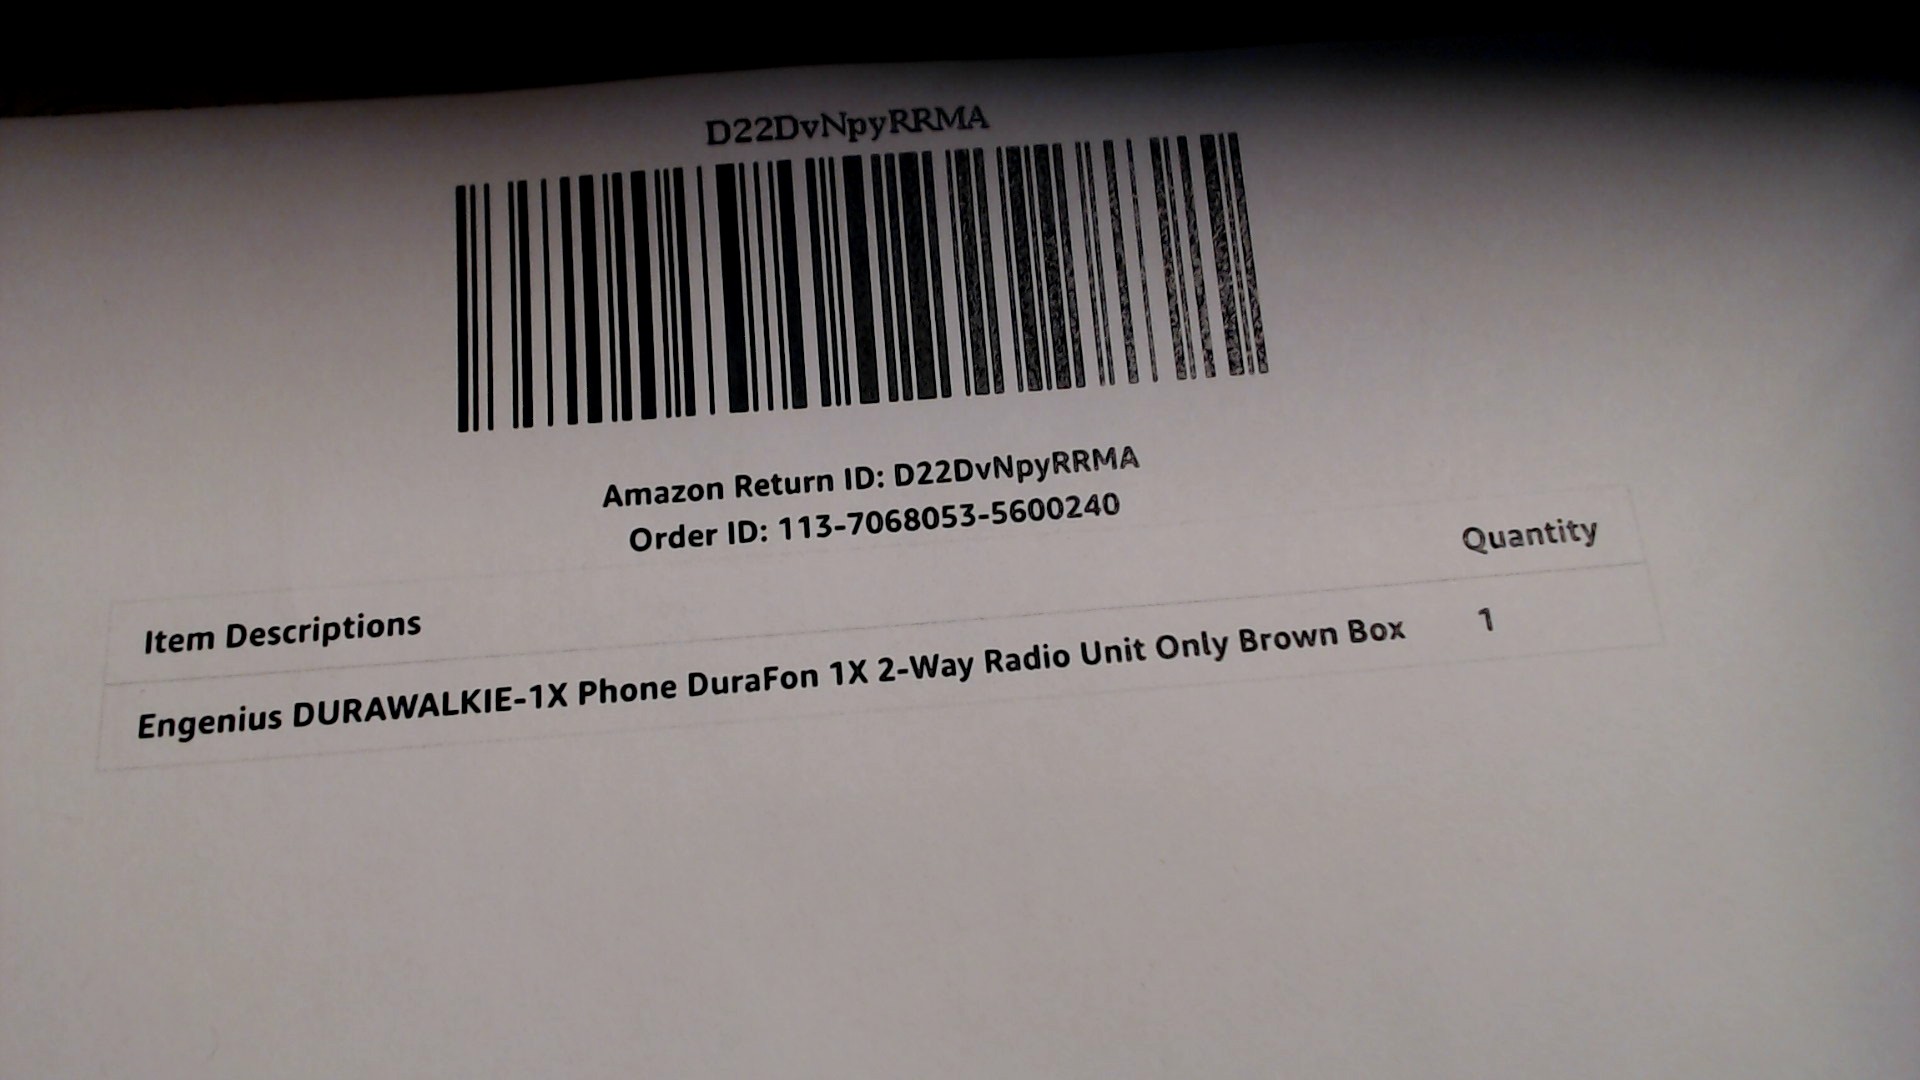 D22DvNpyRRMA
Amazon Return ID: D22DvNpyRRMA
Order ID: 113-7068053-5600240
Item Descriptions Quantity
Engenius DURAWALKIE-1X Phone DuraFon 1X 2-Way Radio Unit Only Brown Box 1